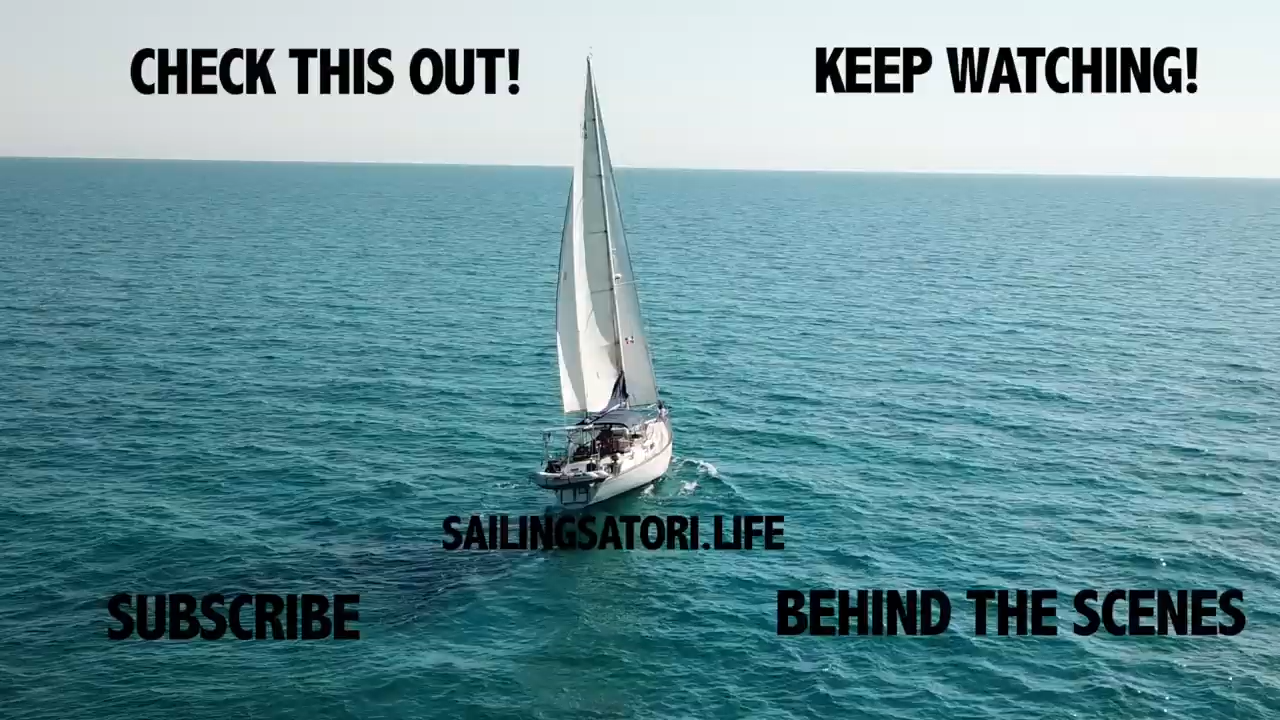 CHECK THIS OUT!
KEEP WATCHING!
SAILINGSATORI.LIFE
SUBSCRIBE
BEHIND THE SCENES